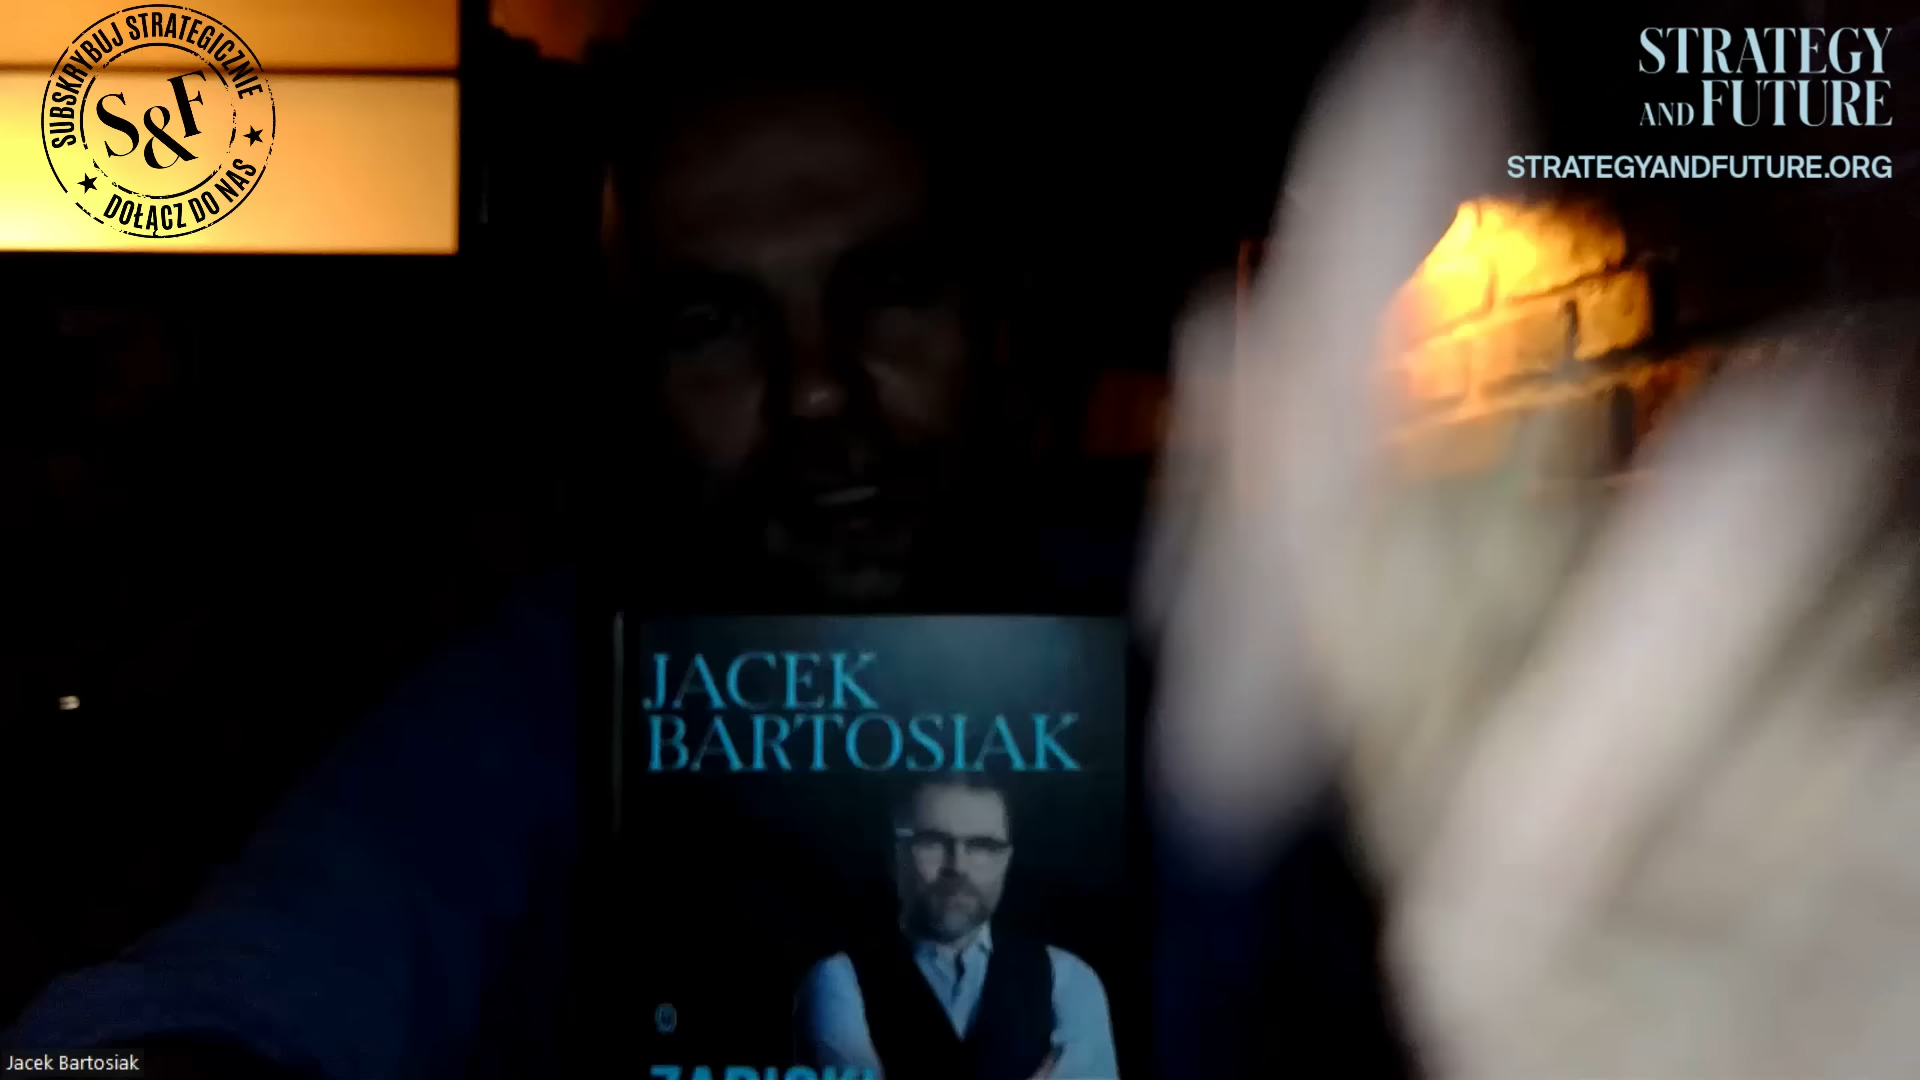 SUBSKRYBUJ STRATEGICZNIE
S&F
DOŁĄCZ DO NAS
STRATEGY
AND FUTURE
STRATEGYANDFUTURE.ORG
JACEK
BARTOSIAK
Jacek Bartosiak